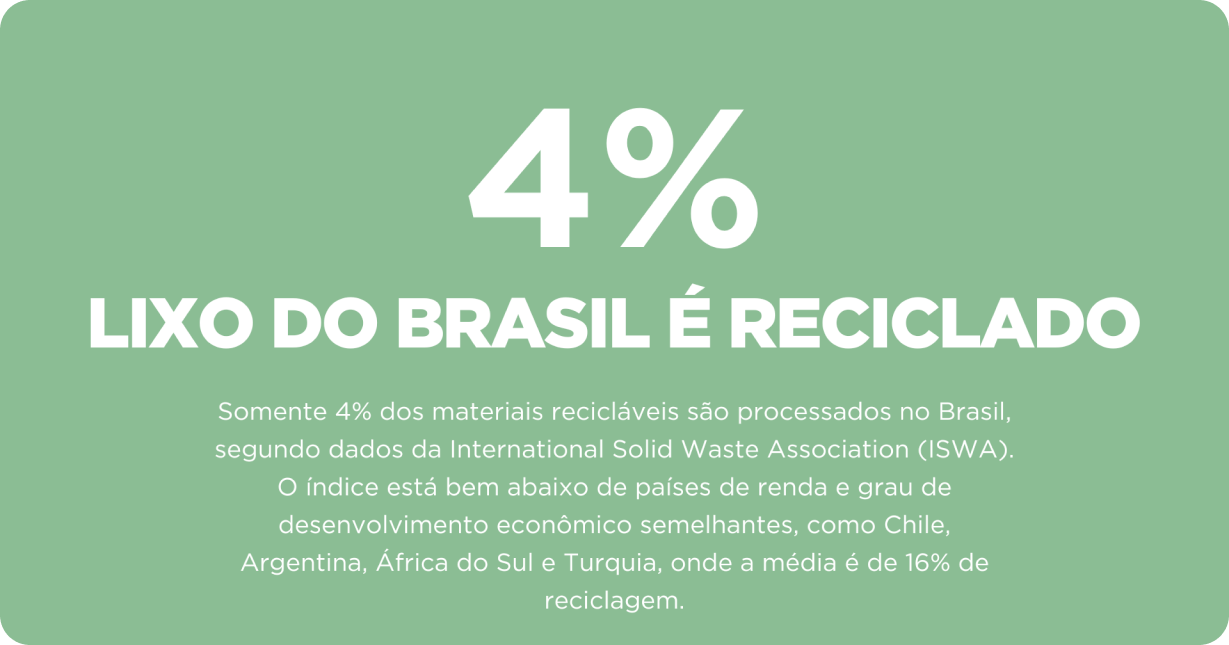 4%
LIXO DO BRASIL É RECICLADO
Somente 4% dos materiais recicláveis são processados no Brasil,
segundo dados da International Solid Waste Association (ISWA).
O índice está bem abaixo de países de renda e grau de
desenvolvimento econômico semelhantes, como Chile,
Argentina, África do Sul e Turquia, onde a média é de 16% de
reciclagem.